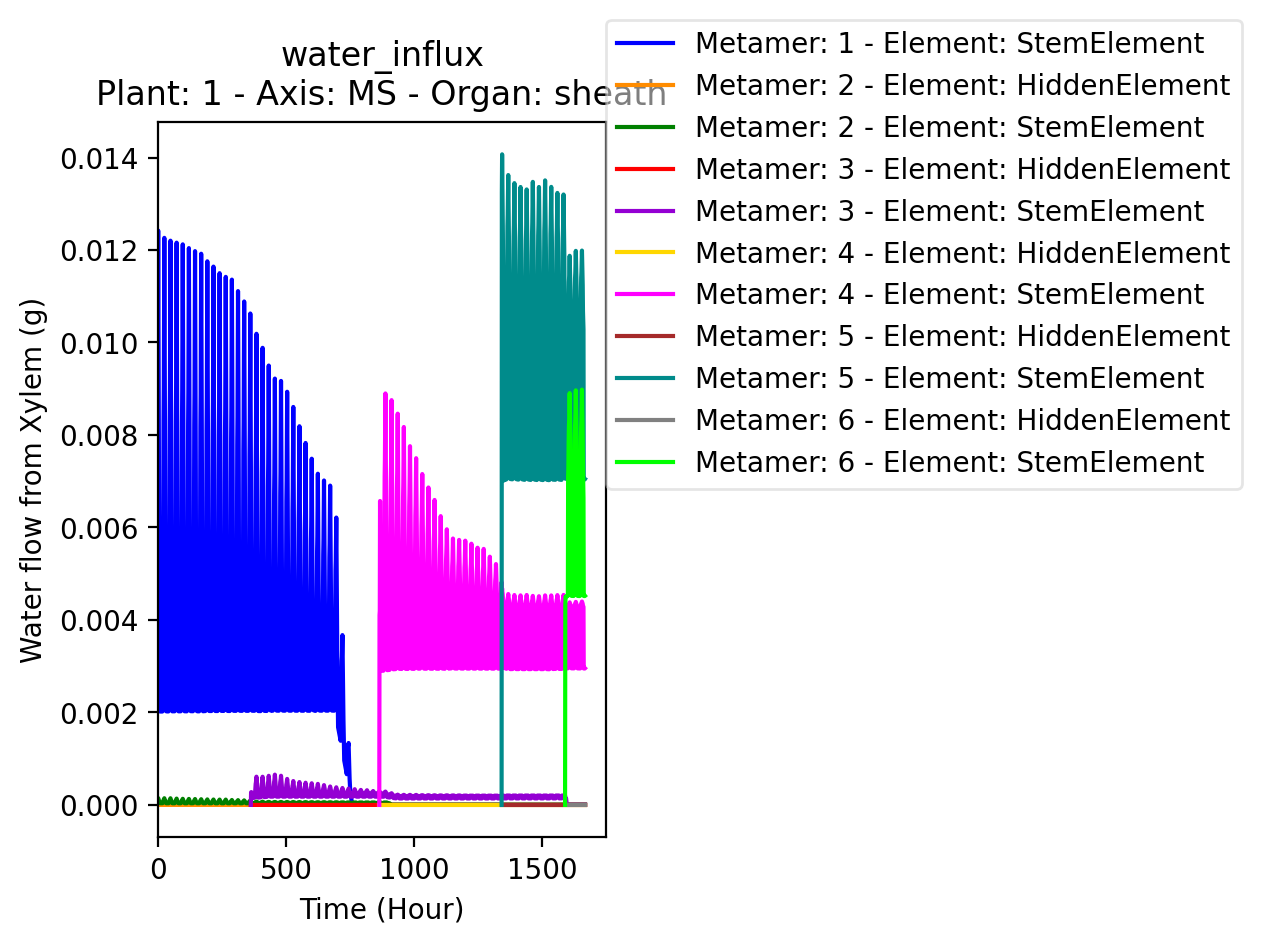 water_influx
Plant: 1 - Axis: MS - Organ: sheath
Metamer: 1 - Element: StemElement
Metamer: 2 - Element: HiddenElement
Metamer: 2 - Element: StemElement
Metamer: 3 - Element: HiddenElement
Metamer: 3 - Element: StemElement
Metamer: 4 - Element: HiddenElement
Metamer: 4 - Element: StemElement
Metamer: 5 - Element: HiddenElement
Metamer: 5 - Element: StemElement
Metamer: 6 - Element: HiddenElement
Metamer: 6 - Element: StemElement
Water flow from Xylem (g)
0.014
0.012
0.010
0.008
0.006
0.004
0.002
0.000
0 500 1000 1500
Time (Hour)